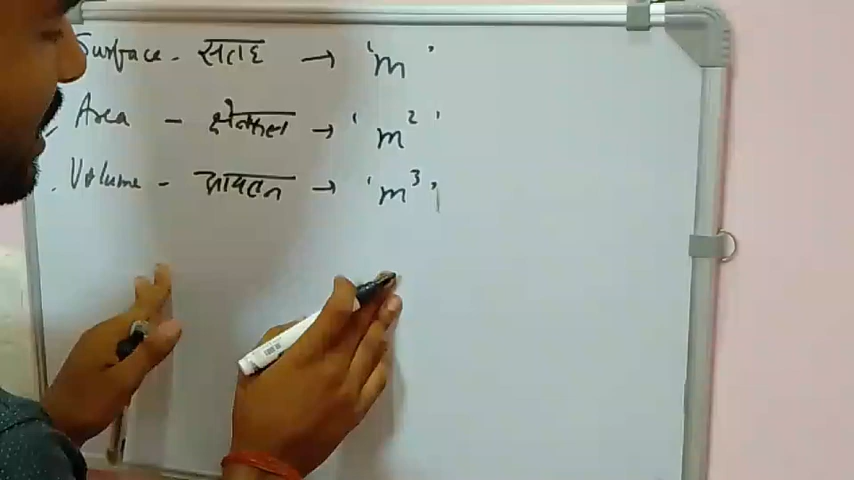 Surface - सतह → 'm'
Area - क्षेत्रफल → 'm²'
Volume - आयतन → 'm³'